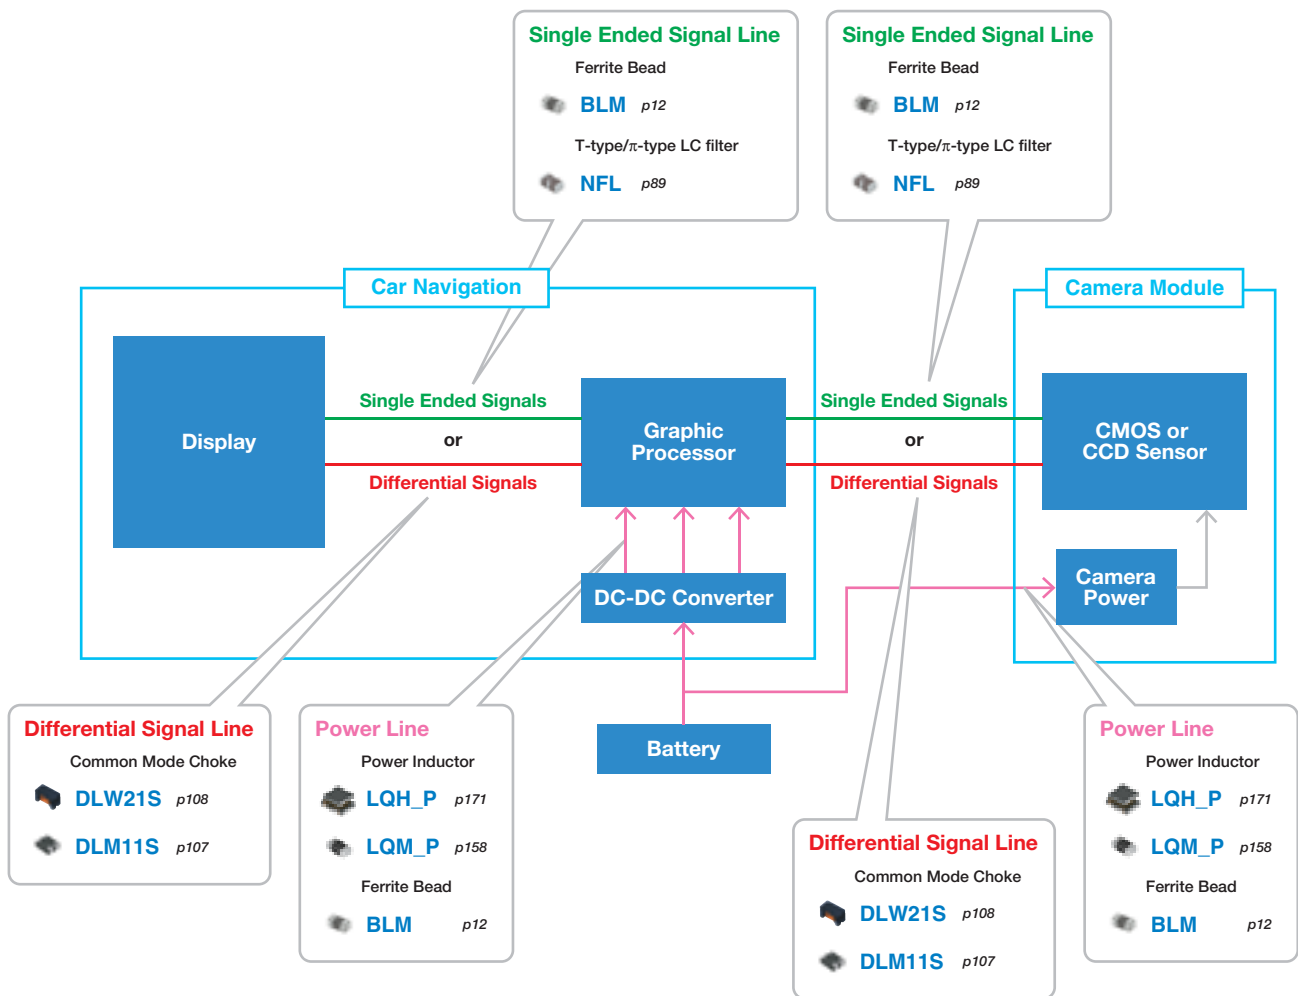 Single Ended Signal Line
Ferrite Bead
BLM p12
T-type/π-type LC filter
NFL p89
Single Ended Signal Line
Ferrite Bead
BLM p12
T-type/π-type LC filter
NFL p89
Car Navigation
Camera Module
Display
Single Ended Signals
or
Differential Signals
Graphic
Processor
Single Ended Signals
or
Differential Signals
CMOS or
CCD Sensor
DC-DC Converter
Camera
Power
Battery
Differential Signal Line
Common Mode Choke
DLW21S p108
DLM11S p107
Power Line
Power Inductor
LQH_P p171
LQM_P p158
Ferrite Bead
BLM p12
Differential Signal Line
Common Mode Choke
DLW21S p108
DLM11S p107
Power Line
Power Inductor
LQH_P p171
LQM_P p158
Ferrite Bead
BLM p12